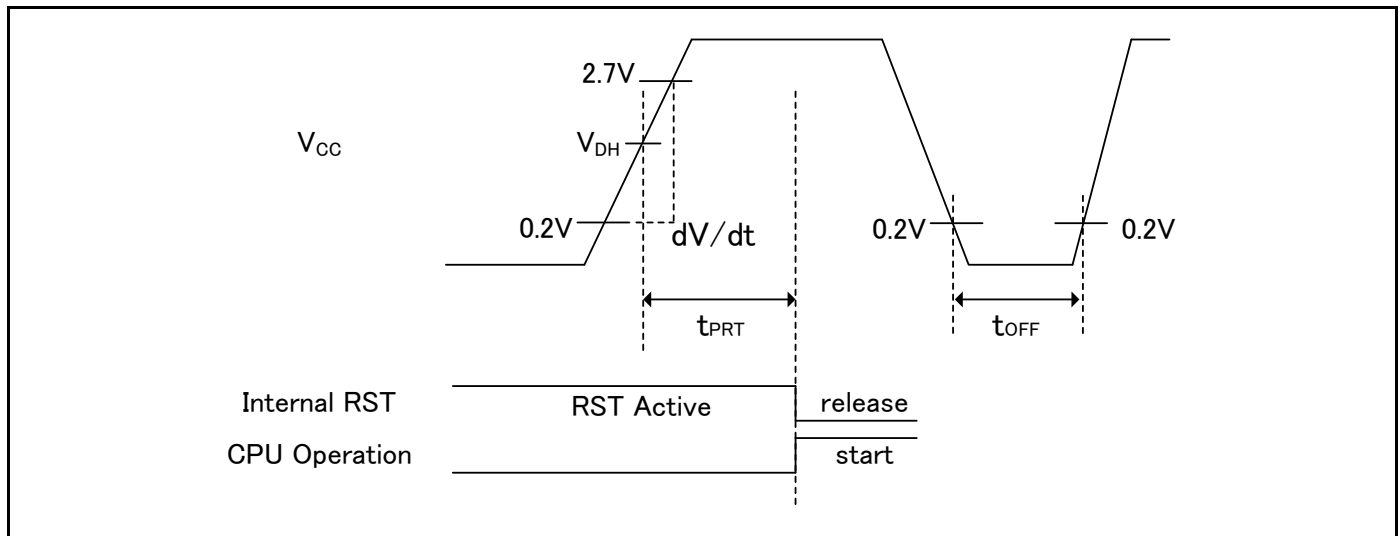 2.7V
VCC
VDH
0.2V
dV/dt
0.2V
0.2V
tPRT
tOFF
Internal RST
RST Active
release
CPU Operation
start